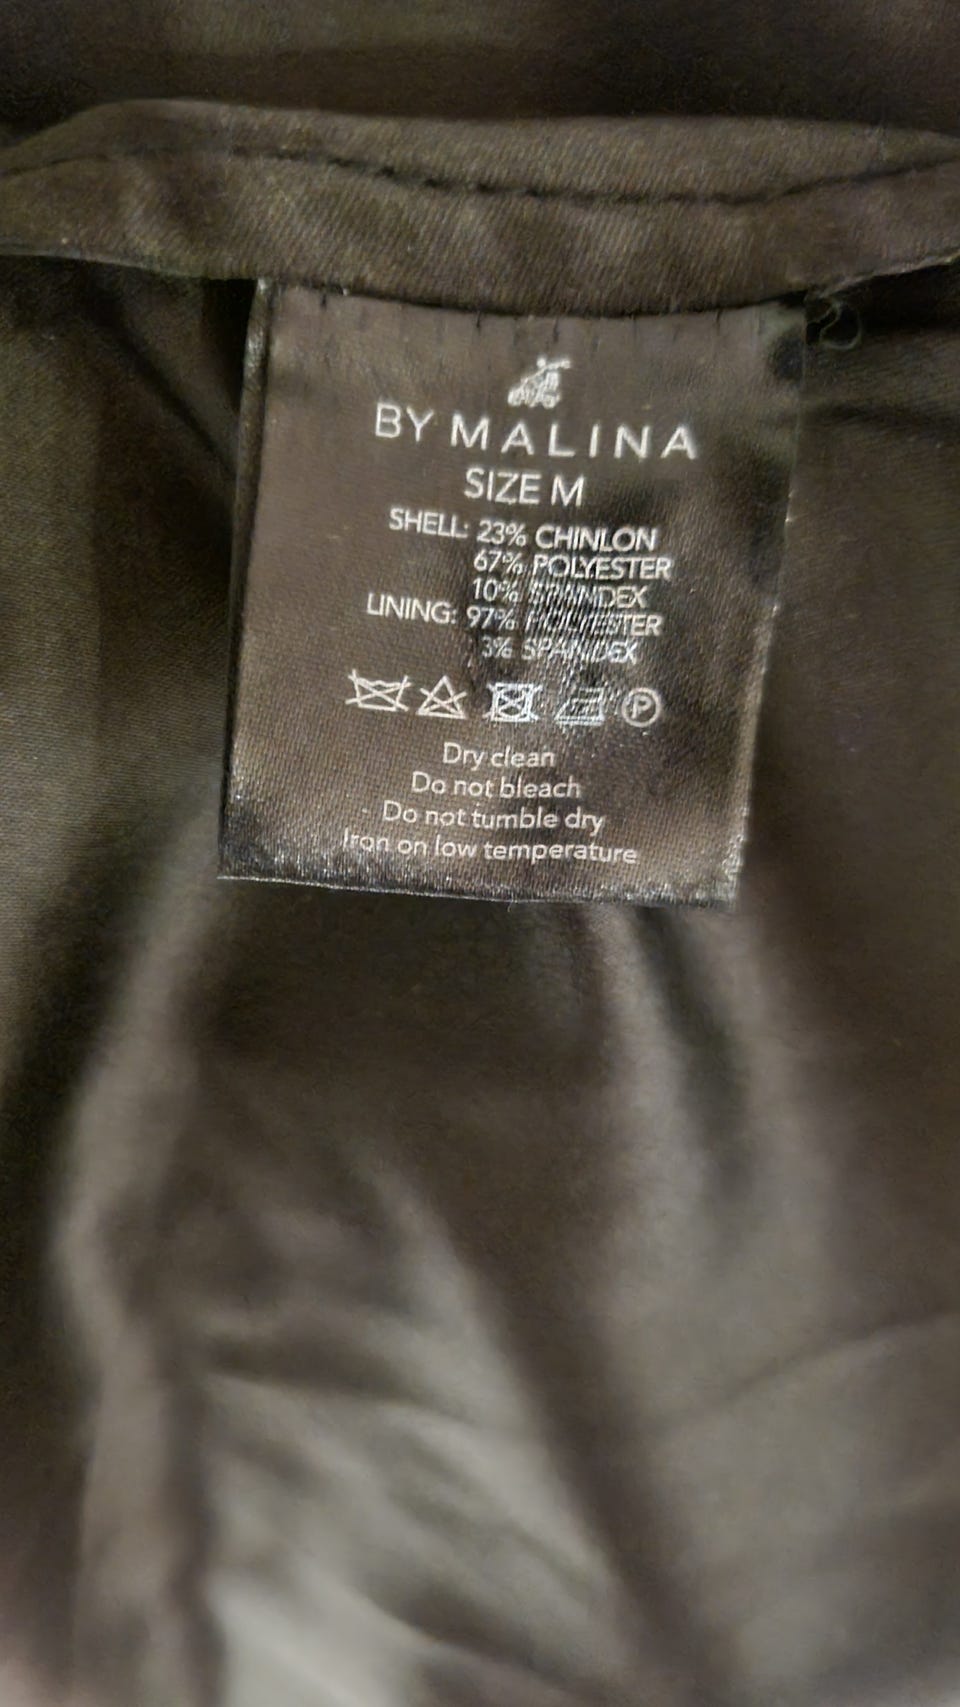 BY MALINA
SIZE M
SHELL: 23% CHINLON
67% POLYESTER
10% SPANDEX
LINING: 97% POLYESTER
3% SPANDEX
P
Dry clean
Do not bleach
Do not tumble dry
Iron on low temperature